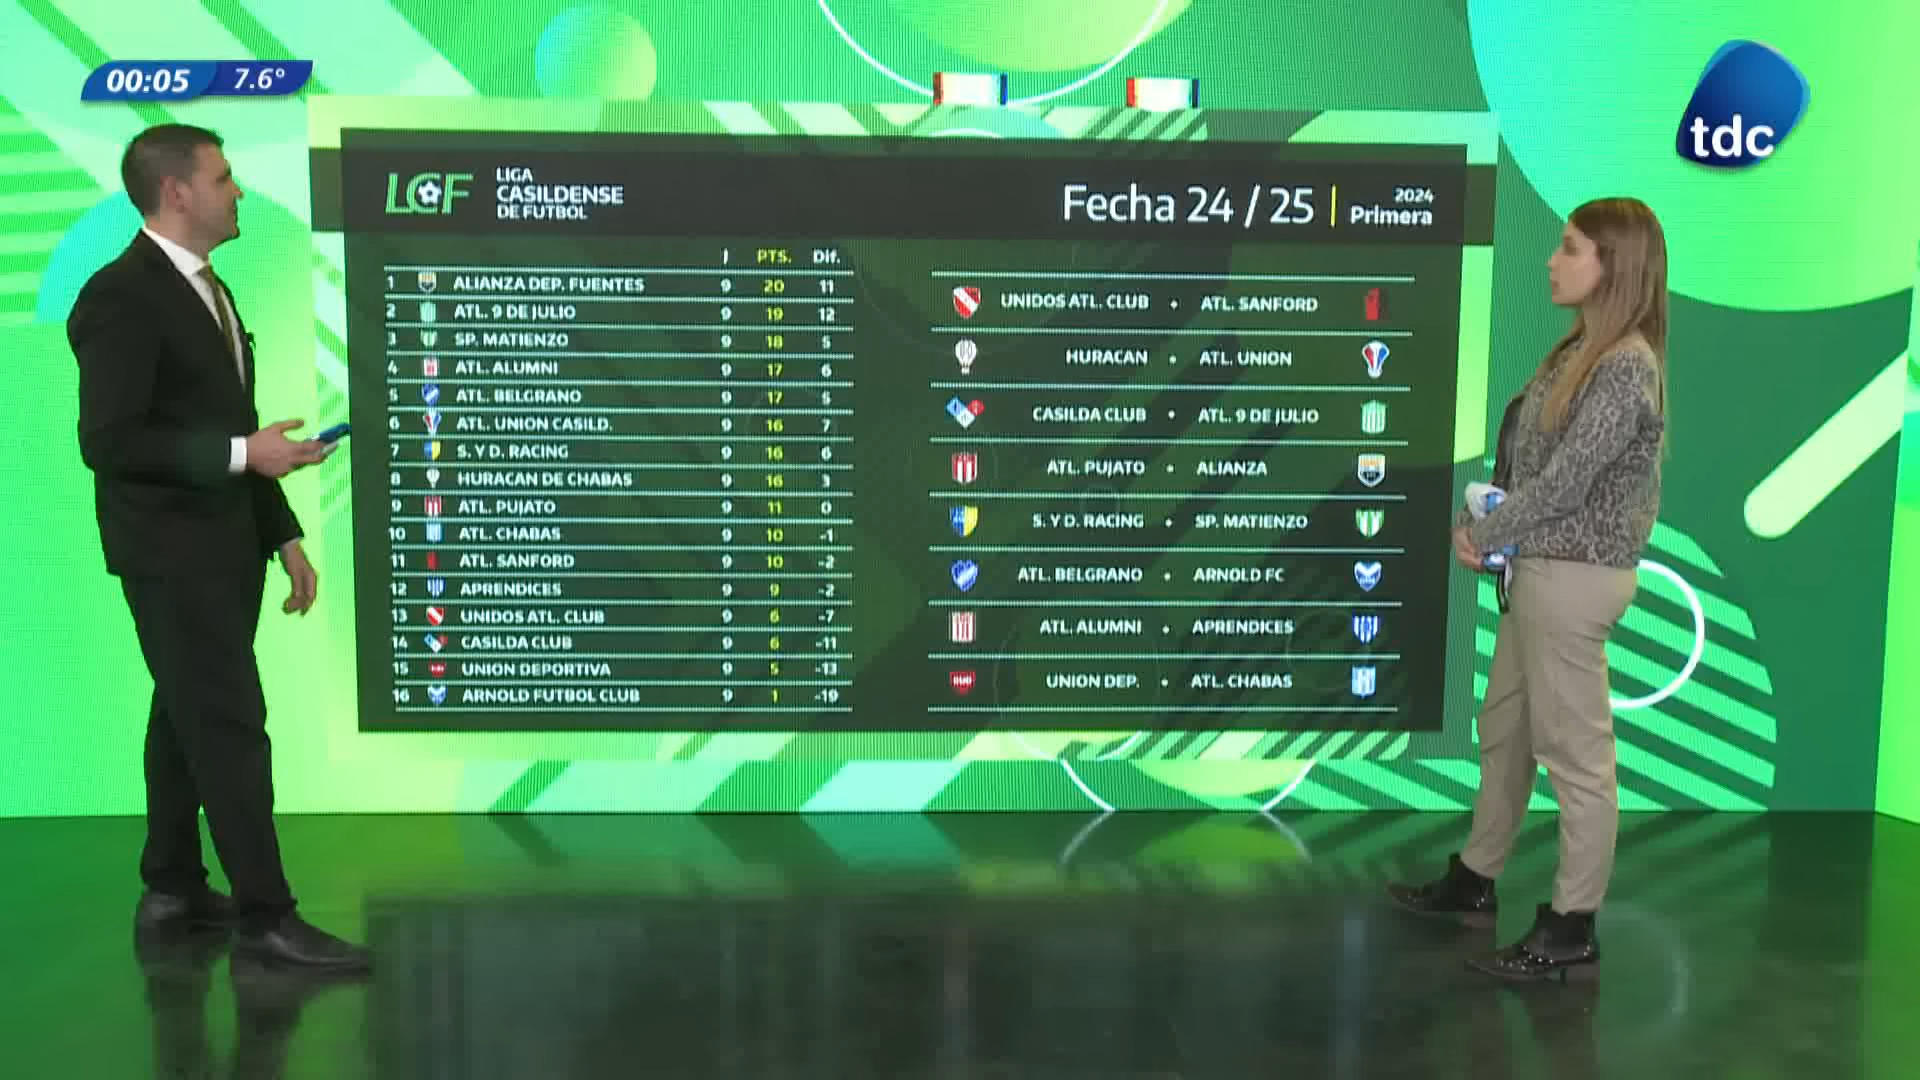 00:05 7.6°
tdc
LCF LIGA CASILDENSE DE FUTBOL
Fecha 24 / 25 | 2024 Primera
J PTS. Dif.
1 ALIANZA DEP. FUENTES 9 20 11
2 ATL. 9 DE JULIO 9 19 12
3 SP. MATIENZO 9 18 5
4 ATL. ALUMNI 9 17 6
5 ATL. BELGRANO 9 17 5
6 ATL. UNION CASILD. 9 16 7
7 S. Y D. RACING 9 16 6
8 HURACAN DE CHABAS 9 16 3
9 ATL. PUJATO 9 11 0
10 ATL. CHABAS 9 10 -1
11 ATL. SANFORD 9 10 -2
12 APRENDICES 9 9 -2
13 UNIDOS ATL. CLUB 9 6 -7
14 CASILDA CLUB 9 6 -11
15 UNION DEPORTIVA 9 5 -13
16 ARNOLD FUTBOL CLUB 9 1 -19
UNIDOS ATL. CLUB • ATL. SANFORD
HURACAN • ATL. UNION
CASILDA CLUB • ATL. 9 DE JULIO
ATL. PUJATO • ALIANZA
S. Y D. RACING • SP. MATIENZO
ATL. BELGRANO • ARNOLD FC
ATL. ALUMNI • APRENDICES
UNION DEP. • ATL. CHABAS